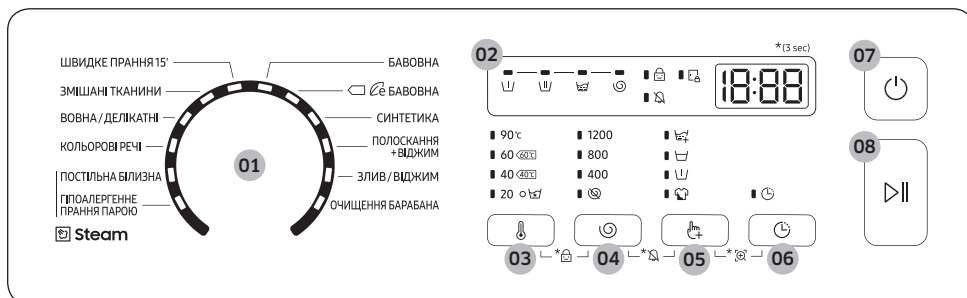 ШВИДКЕ ПРАННЯ 15'
ЗМІШАНІ ТКАНИНИ
ВОВНА / ДЕЛІКАТНІ
КОЛЬОРОВІ РЕЧІ
ПОСТІЛЬНА БІЛИЗНА
ГІПОАЛЕРГЕННЕ
ПРАННЯ ПАРОЮ
Steam
01
БАВОВНА
БАВОВНА
СИНТЕТИКА
ПОЛОСКАННЯ
+ВІДЖИМ
ЗЛИВ / ВІДЖИМ
ОЧИЩЕННЯ БАРАБАНА
*(3 sec)
02
18:88
90℃
60 60℃
40 40℃
20
1200
800
400
03
*
04
*
05
*
06
07
08